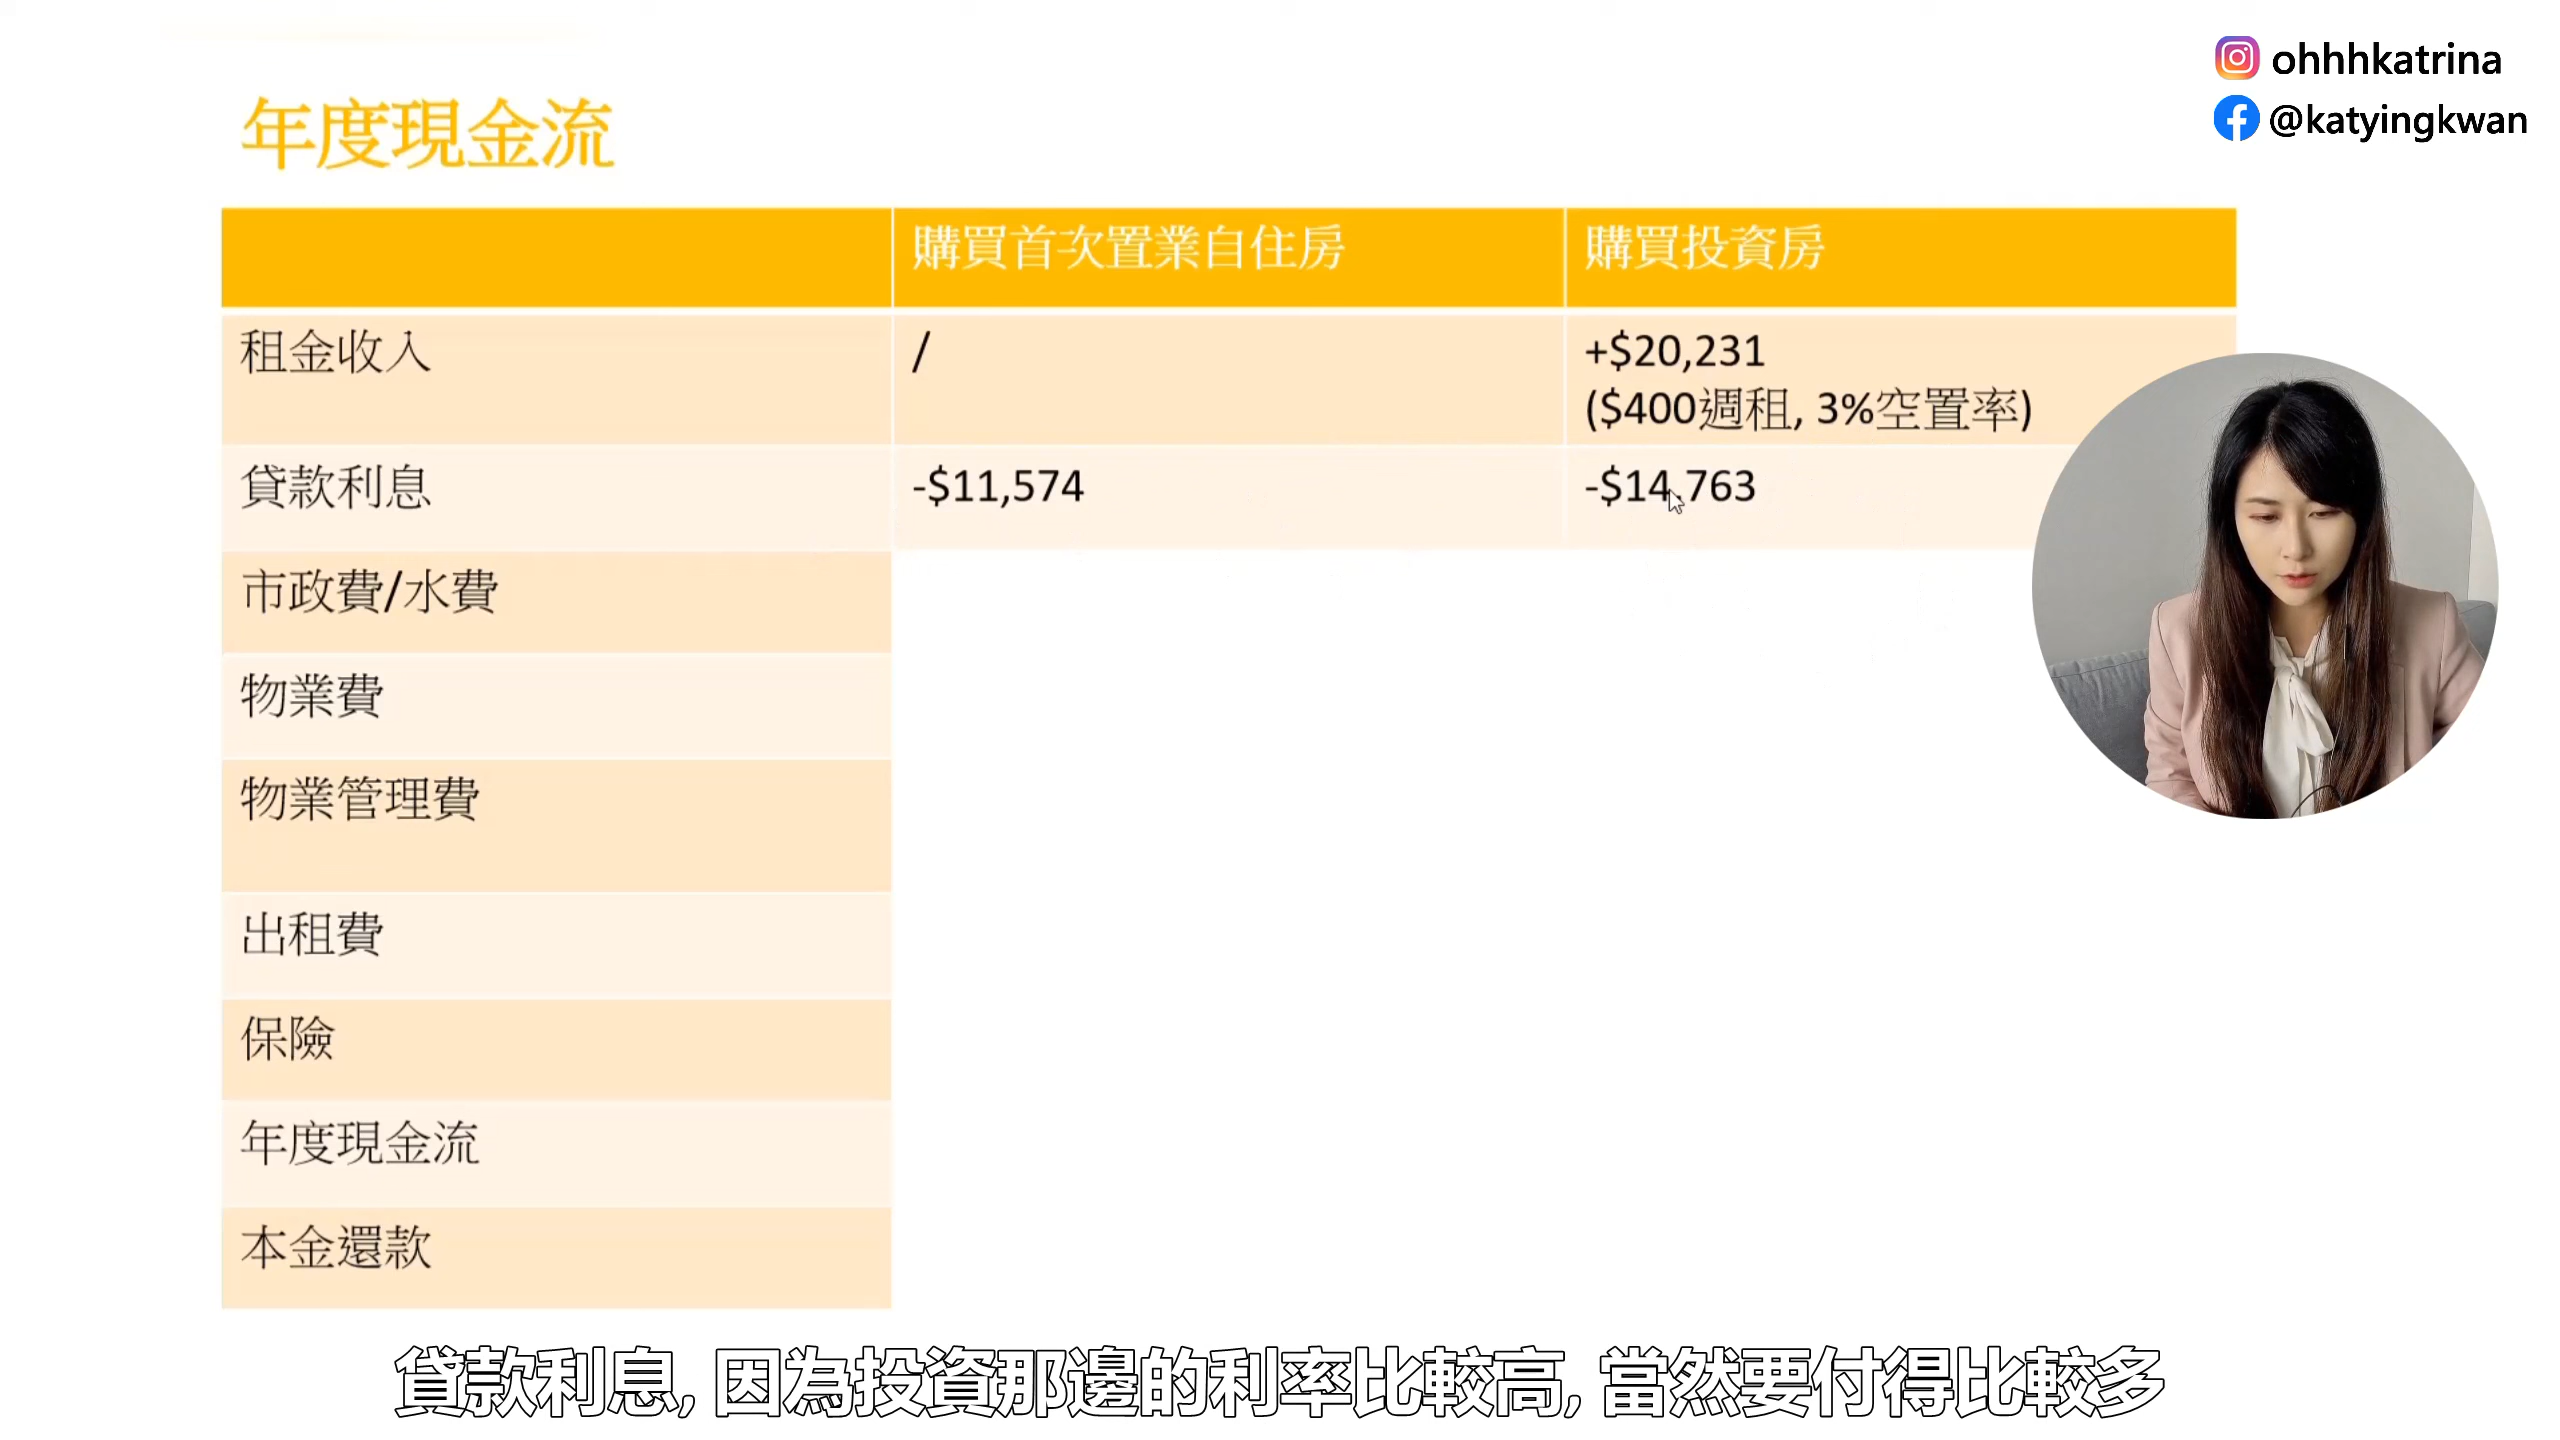 ohhhkatrina
@katyingkwan
年度現金流
購買首次置業自住房
購買投資房
租金收入
/
+$20,231
($400週租, 3%空置率)
貸款利息
-$11,574
-$14,763
市政費/水費
物業費
物業管理費
出租費
保險
年度現金流
本金還款
貸款利息, 因為投資那邊的利率比較高, 當然要付得比較多